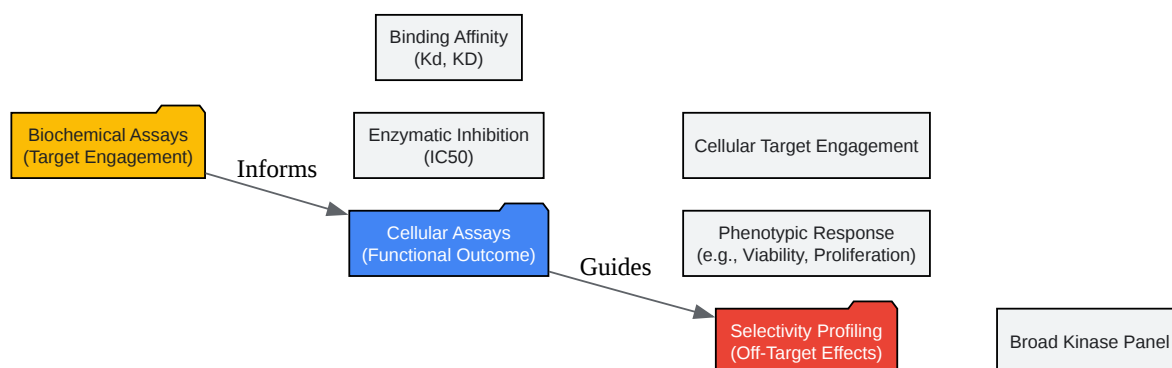 Binding Affinity
(Kd, KD)
Biochemical Assays
(Target Engagement)
Informs
Enzymatic Inhibition
(IC50)
Cellular Target Engagement
Cellular Assays
(Functional Outcome)
Guides
Phenotypic Response
(e.g., Viability, Proliferation)
Selectivity Profiling
(Off-Target Effects)
Broad Kinase Panel